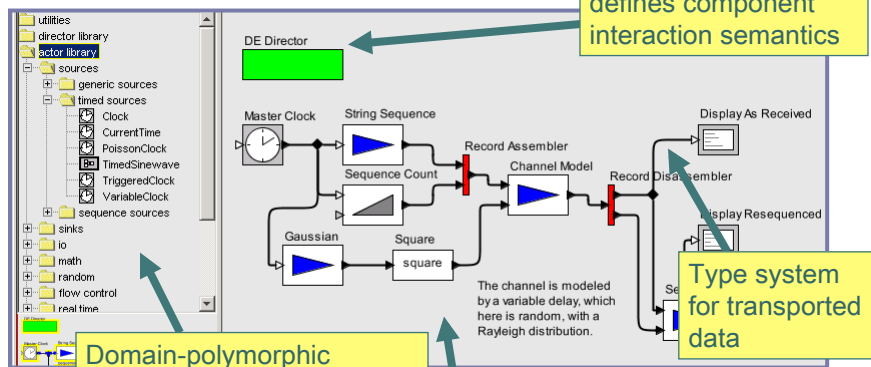 utilities
director library
actor library
sources
generic sources
timed sources
Clock
CurrentTime
PoissonClock
TimedSinewave
TriggeredClock
VariableClock
sequence sources
sinks
io
math
random
flow control
real time
defines component
interaction semantics
DE Director
Master Clock
String Sequence
Display As Received
Record Assembler
Sequence Count
Channel Model
Record Disassembler
Display Resequenced
Gaussian
Square
square
The channel is modeled
by a variable delay, which
here is random, with a
Rayleigh distribution.
Type system
for transported
data
Domain-polymorphic